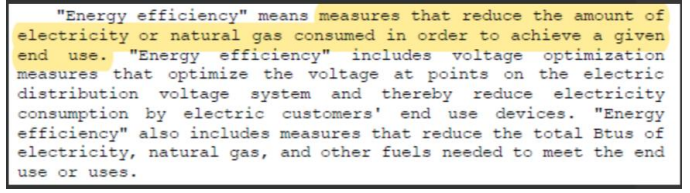 "Energy efficiency" means measures that reduce the amount of
electricity or natural gas consumed in order to achieve a given
end use. "Energy efficiency" includes voltage optimization
measures that optimize the voltage at points on the electric
distribution voltage system and thereby reduce electricity
consumption by electric customers' end use devices. "Energy
efficiency" also includes measures that reduce the total Btus of
electricity, natural gas, and other fuels needed to meet the end
use or uses.